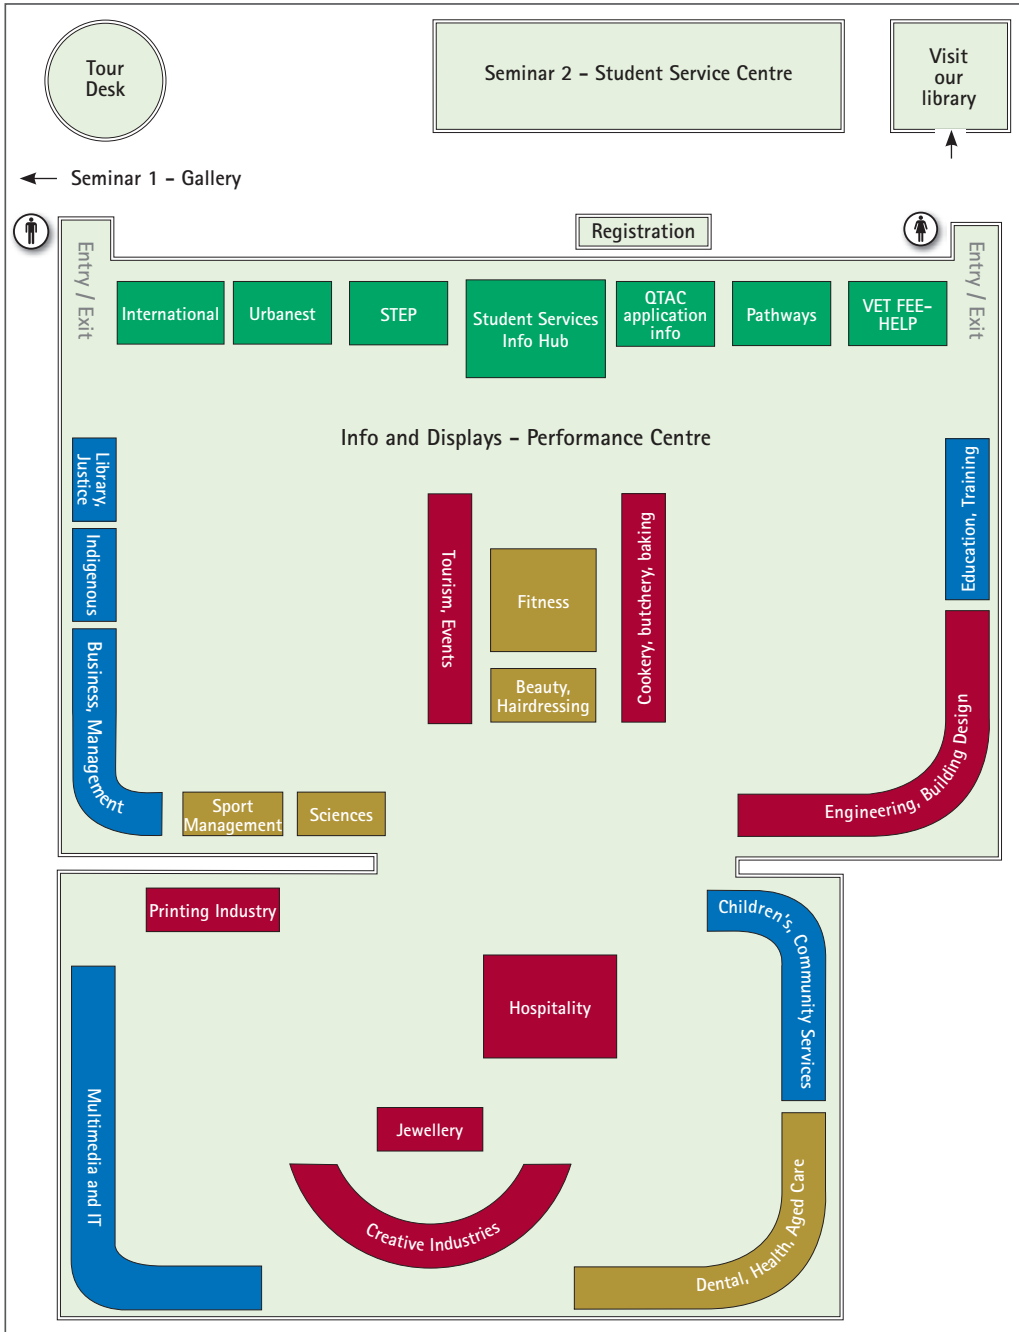 Tour
Desk
Seminar 2 - Student Service Centre
Visit
our
library
Seminar 1 - Gallery
Registration
Entry / Exit
Entry / Exit
International
Urbanest
STEP
Student Services
Info Hub
QTAC
application
info
Pathways
VET FEE-
HELP
Info and Displays - Performance Centre
Library,
Justice
Indigenous
Business, Management
Tourism, Events
Fitness
Beauty,
Hairdressing
Cookery, butchery, baking
Education, Training
Engineering, Building Design
Sport
Management
Sciences
Printing Industry
Children's, Community Services
Hospitality
Multimedia and IT
Jewellery
Creative Industries
Dental, Health, Aged Care